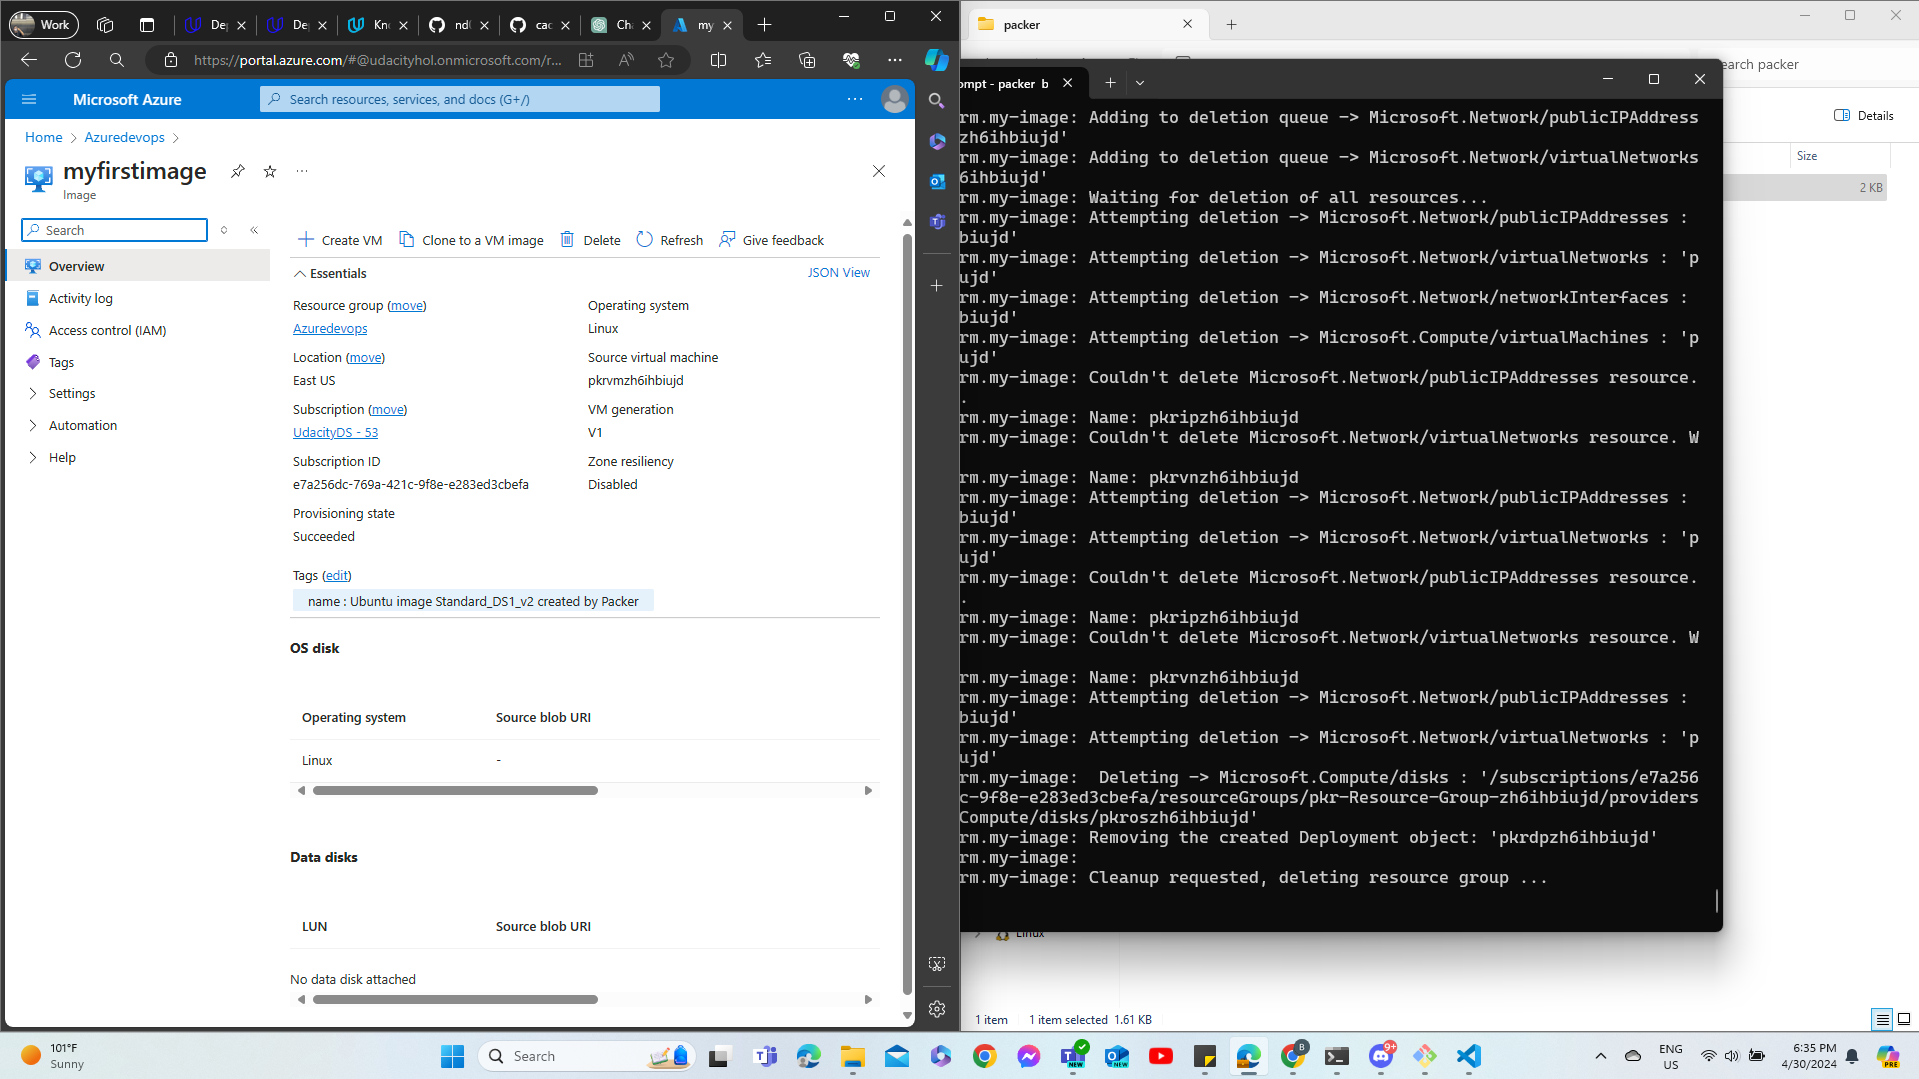 Work
De
De
Kn
nd(
cac
Cha
my
https://portal.azure.com/#@udacityhol.onmicrosoft.com/r...
Microsoft Azure
Search resources, services, and docs (G+/)
Home > Azuredevops >
myfirstimage
Image
Search
Overview
Activity log
Access control (IAM)
Tags
Settings
Automation
Help
Create VM
Clone to a VM image
Delete
Refresh
Give feedback
Essentials
JSON View
Resource group (move)
Azuredevops
Location (move)
East US
Subscription (move)
UdacityDS - 53
Subscription ID
e7a256dc-769a-421c-9f8e-e283ed3cbefa
Provisioning state
Succeeded
Operating system
Linux
Source virtual machine
pkrvmzh6ihbiujd
VM generation
V1
Zone resiliency
Disabled
Tags (edit)
name : Ubuntu image Standard_DS1_v2 created by Packer
OS disk
Operating system Source blob URI
Linux -
Data disks
LUN Source blob URI
No data disk attached
packer
earch packer
Details
Size
2 KB
ompt - packer b
rm.my-image: Adding to deletion queue -> Microsoft.Network/publicIPAddress
zh6ihbiujd'
rm.my-image: Adding to deletion queue -> Microsoft.Network/virtualNetworks
6ihbiujd'
rm.my-image: Waiting for deletion of all resources...
rm.my-image: Attempting deletion -> Microsoft.Network/publicIPAddresses :
biujd'
rm.my-image: Attempting deletion -> Microsoft.Network/virtualNetworks : 'p
ujd'
rm.my-image: Attempting deletion -> Microsoft.Network/networkInterfaces :
biujd'
rm.my-image: Attempting deletion -> Microsoft.Compute/virtualMachines : 'p
ujd'
rm.my-image: Couldn't delete Microsoft.Network/publicIPAddresses resource.
.
rm.my-image: Name: pkripzh6ihbiujd
rm.my-image: Couldn't delete Microsoft.Network/virtualNetworks resource. W
rm.my-image: Name: pkrvnzh6ihbiujd
rm.my-image: Attempting deletion -> Microsoft.Network/publicIPAddresses :
biujd'
rm.my-image: Attempting deletion -> Microsoft.Network/virtualNetworks : 'p
ujd'
rm.my-image: Couldn't delete Microsoft.Network/publicIPAddresses resource.
.
rm.my-image: Name: pkripzh6ihbiujd
rm.my-image: Couldn't delete Microsoft.Network/virtualNetworks resource. W
rm.my-image: Name: pkrvnzh6ihbiujd
rm.my-image: Attempting deletion -> Microsoft.Network/publicIPAddresses :
biujd'
rm.my-image: Attempting deletion -> Microsoft.Network/virtualNetworks : 'p
ujd'
rm.my-image:  Deleting -> Microsoft.Compute/disks : '/subscriptions/e7a256
c-9f8e-e283ed3cbefa/resourceGroups/pkr-Resource-Group-zh6ihbiujd/providers
Compute/disks/pkroszh6ihbiujd'
rm.my-image: Removing the created Deployment object: 'pkrdpzh6ihbiujd'
rm.my-image:
rm.my-image: Cleanup requested, deleting resource group ...
Linux
1 item 1 item selected 1.61 KB
101°F
Sunny
Search
NEW
NEW
B
9+
ENG
US
6:35 PM
4/30/2024
PRE